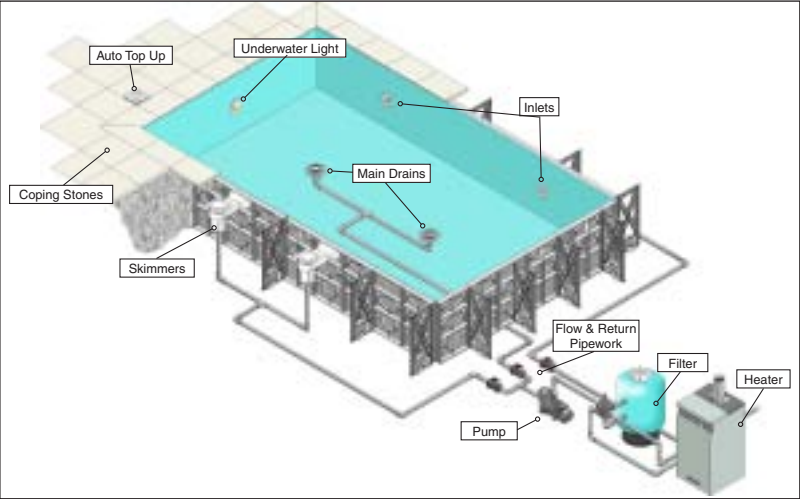 Underwater Light
Auto Top Up
Inlets
Main Drains
Coping Stones
Skimmers
Flow & Return
Pipework
Filter
Heater
Pump